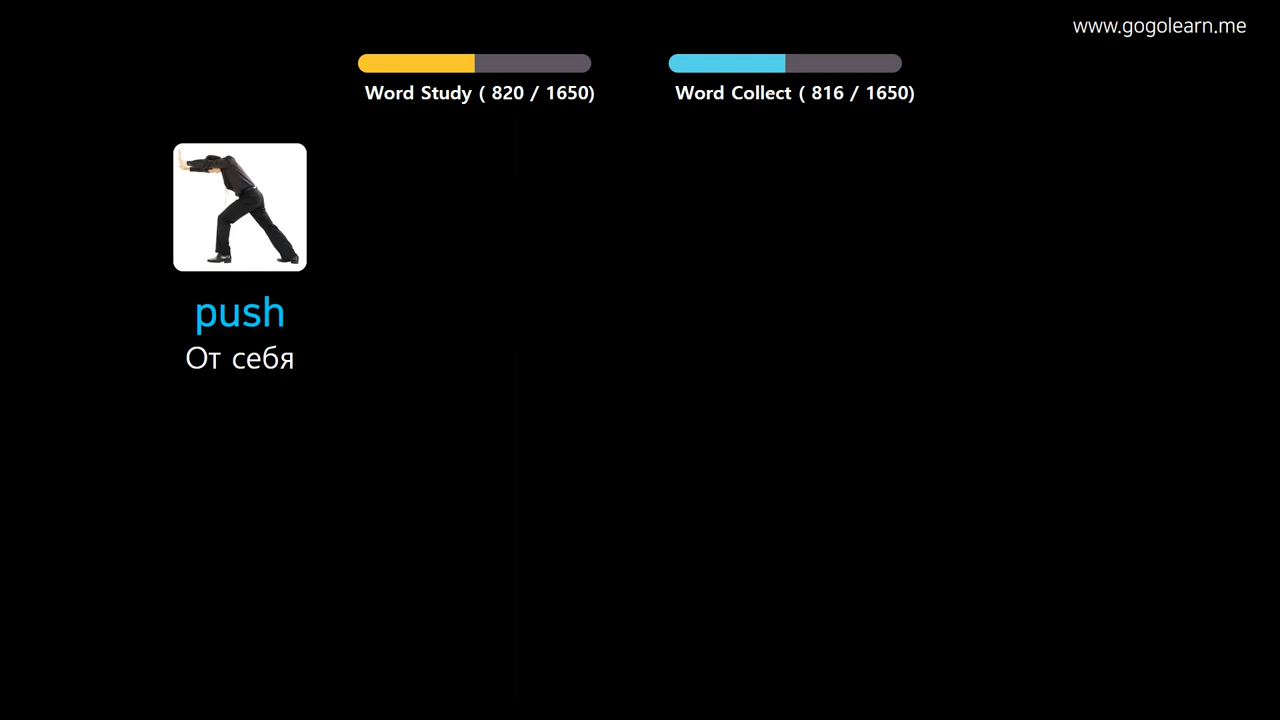 www.gogolearn.me
Word Study ( 820 / 1650)
Word Collect ( 816 / 1650)
push
От себя